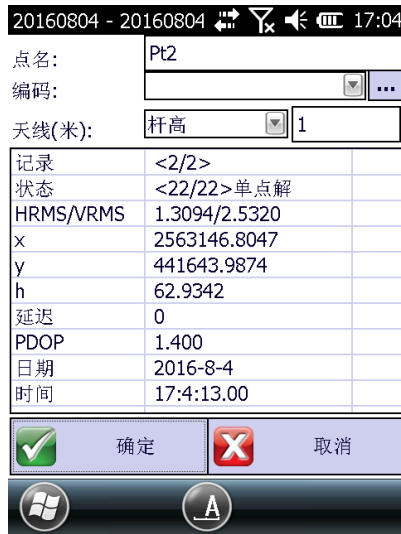 20160804 - 20160804 17:04
点名: Pt2
编码: ...
天线(米): 杆高 1
记录 <2/2>
状态 <22/22>单点解
HRMS/VRMS 1.3094/2.5320
x 2563146.8047
y 441643.9874
h 62.9342
延迟 0
PDOP 1.400
日期 2016-8-4
时间 17:4:13.00
确定 取消
A